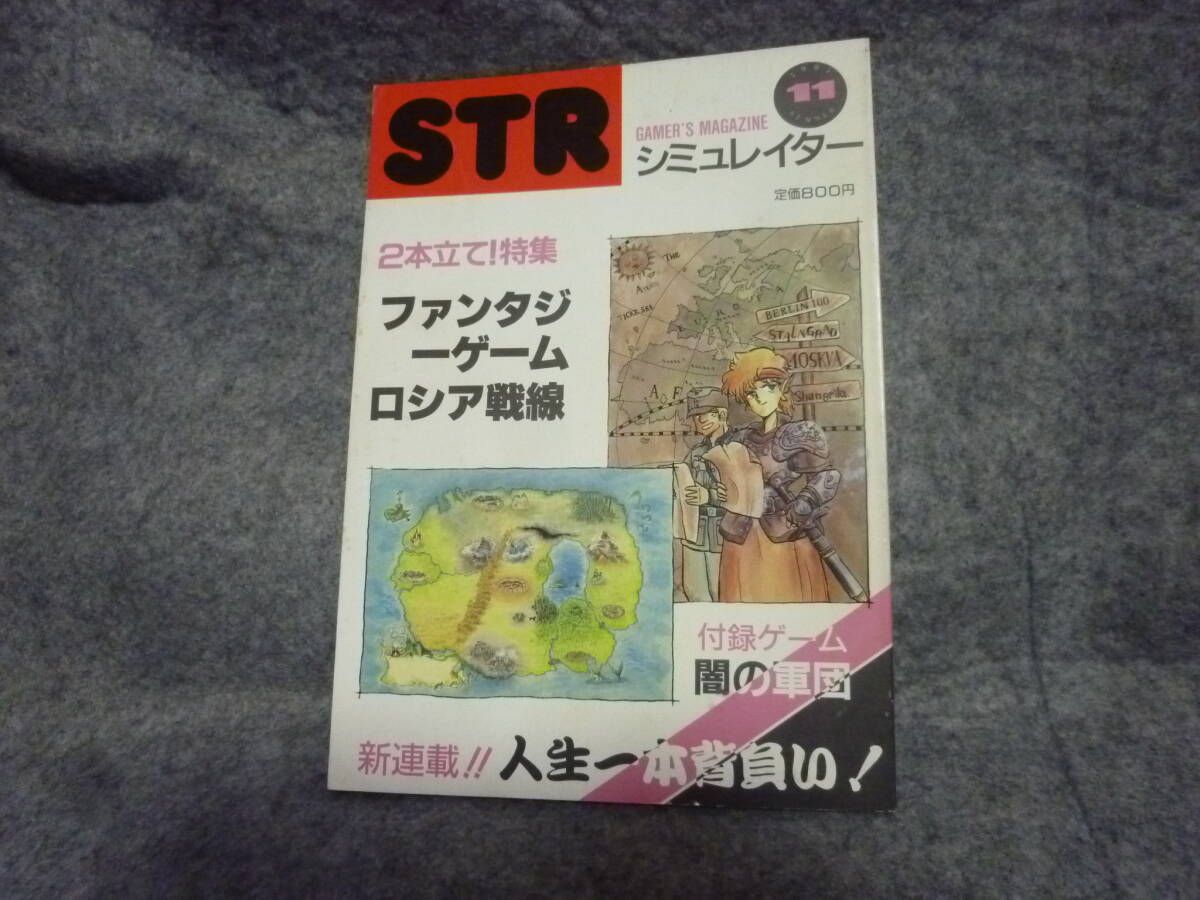 STR
11
GAMER'S MAGAZINE
シミュレイター
定価800円
2本立て!特集
ファンタジ
ーゲーム
ロシア戦線
THE
BERLIN 100
STALNGRAD
MOSKVA
Shangrila
付録ゲーム
闇の軍団
新連載!! 人生一本背負い!